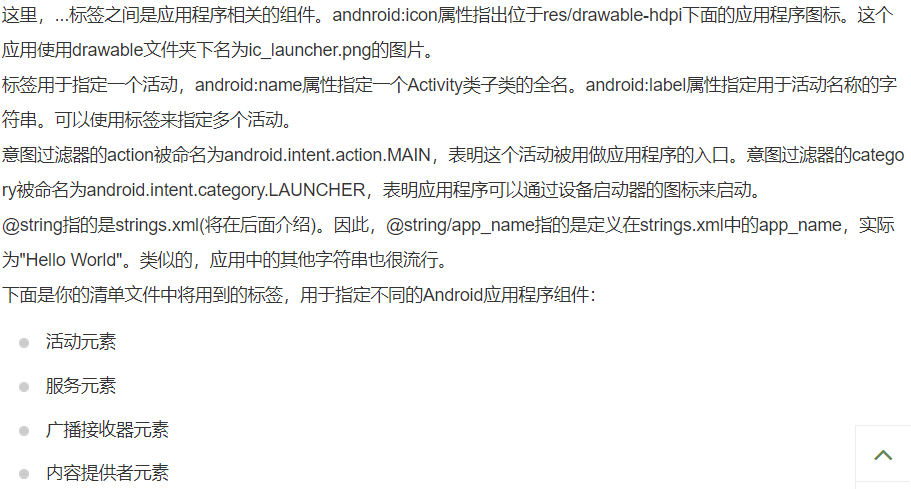 这里，...标签之间是应用程序相关的组件。andnroid:icon属性指出位于res/drawable-hdpi下面的应用程序图标。这个
应用使用drawable文件夹下名为ic_launcher.png的图片。
标签用于指定一个活动，android:name属性指定一个Activity类子类的全名。android:label属性指定用于活动名称的字
符串。可以使用标签来指定多个活动。
意图过滤器的action被命名为android.intent.action.MAIN，表明这个活动被用做应用程序的入口。意图过滤器的catego
ry被命名为android.intent.category.LAUNCHER，表明应用程序可以通过设备启动器的图标来启动。
@string指的是strings.xml(将在后面介绍)。因此，@string/app_name指的是定义在strings.xml中的app_name，实际
为"Hello World"。类似的，应用中的其他字符串也很流行。
下面是你的清单文件中将用到的标签，用于指定不同的Android应用程序组件：
活动元素
服务元素
广播接收器元素
内容提供者元素